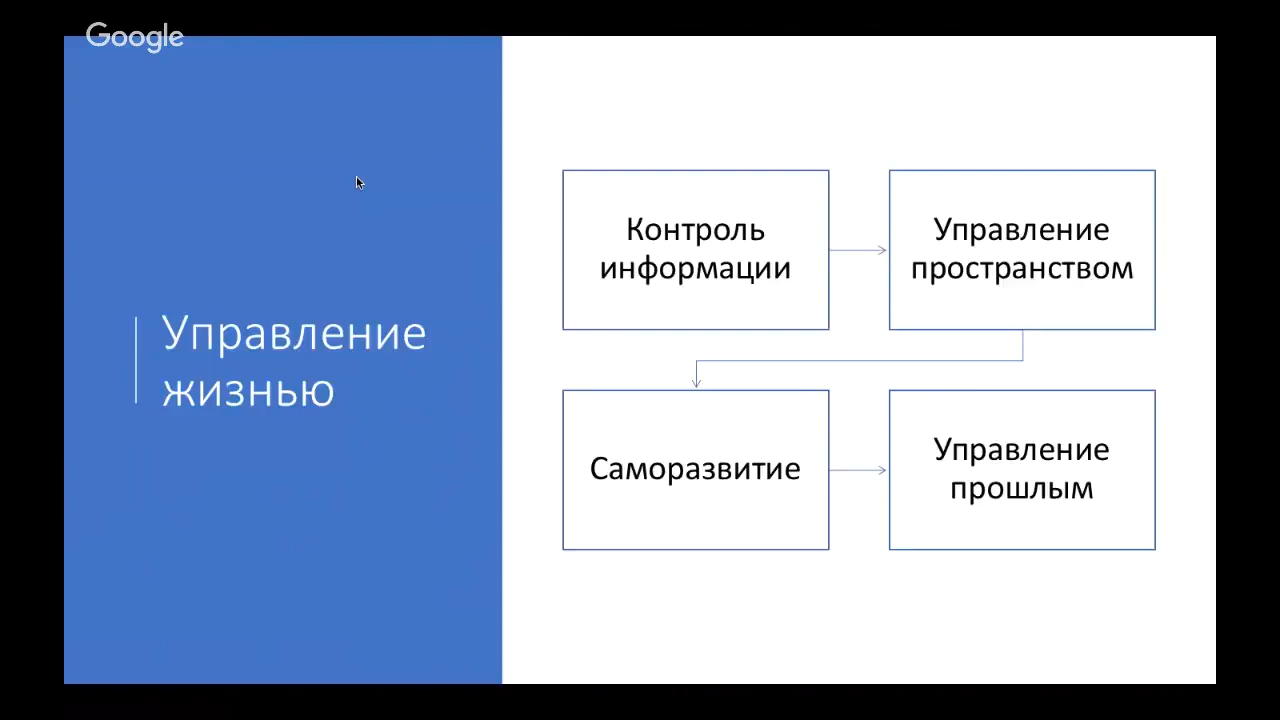 Google
Управление
жизнью
Контроль
информации
Управление
пространством
Саморазвитие
Управление
прошлым